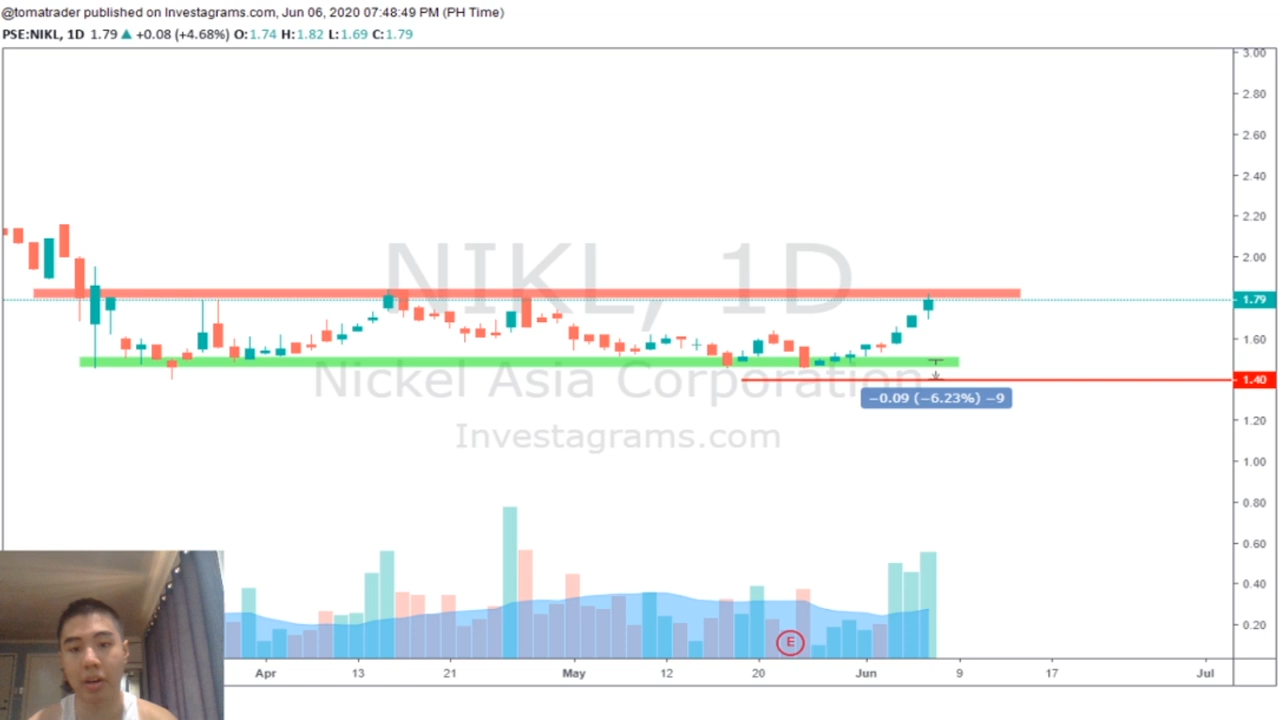 @tomatrader published on Investagrams.com, Jun 06, 2020 07:48:49 PM (PH Time)
PSE:NIKL, 1D 1.79 ▲ +0.08 (+4.68%) O:1.74 H:1.82 L:1.69 C:1.79
3.00
2.80
2.60
2.40
2.20
2.00
1.79
1.60
1.40
1.20
1.00
0.80
0.60
0.40
0.20
NIKL, 1D
Nickel Asia Corporation
Investagrams.com
−0.09 (−6.23%) −9
E
Apr 13 21 May 12 20 Jun 9 17 Jul